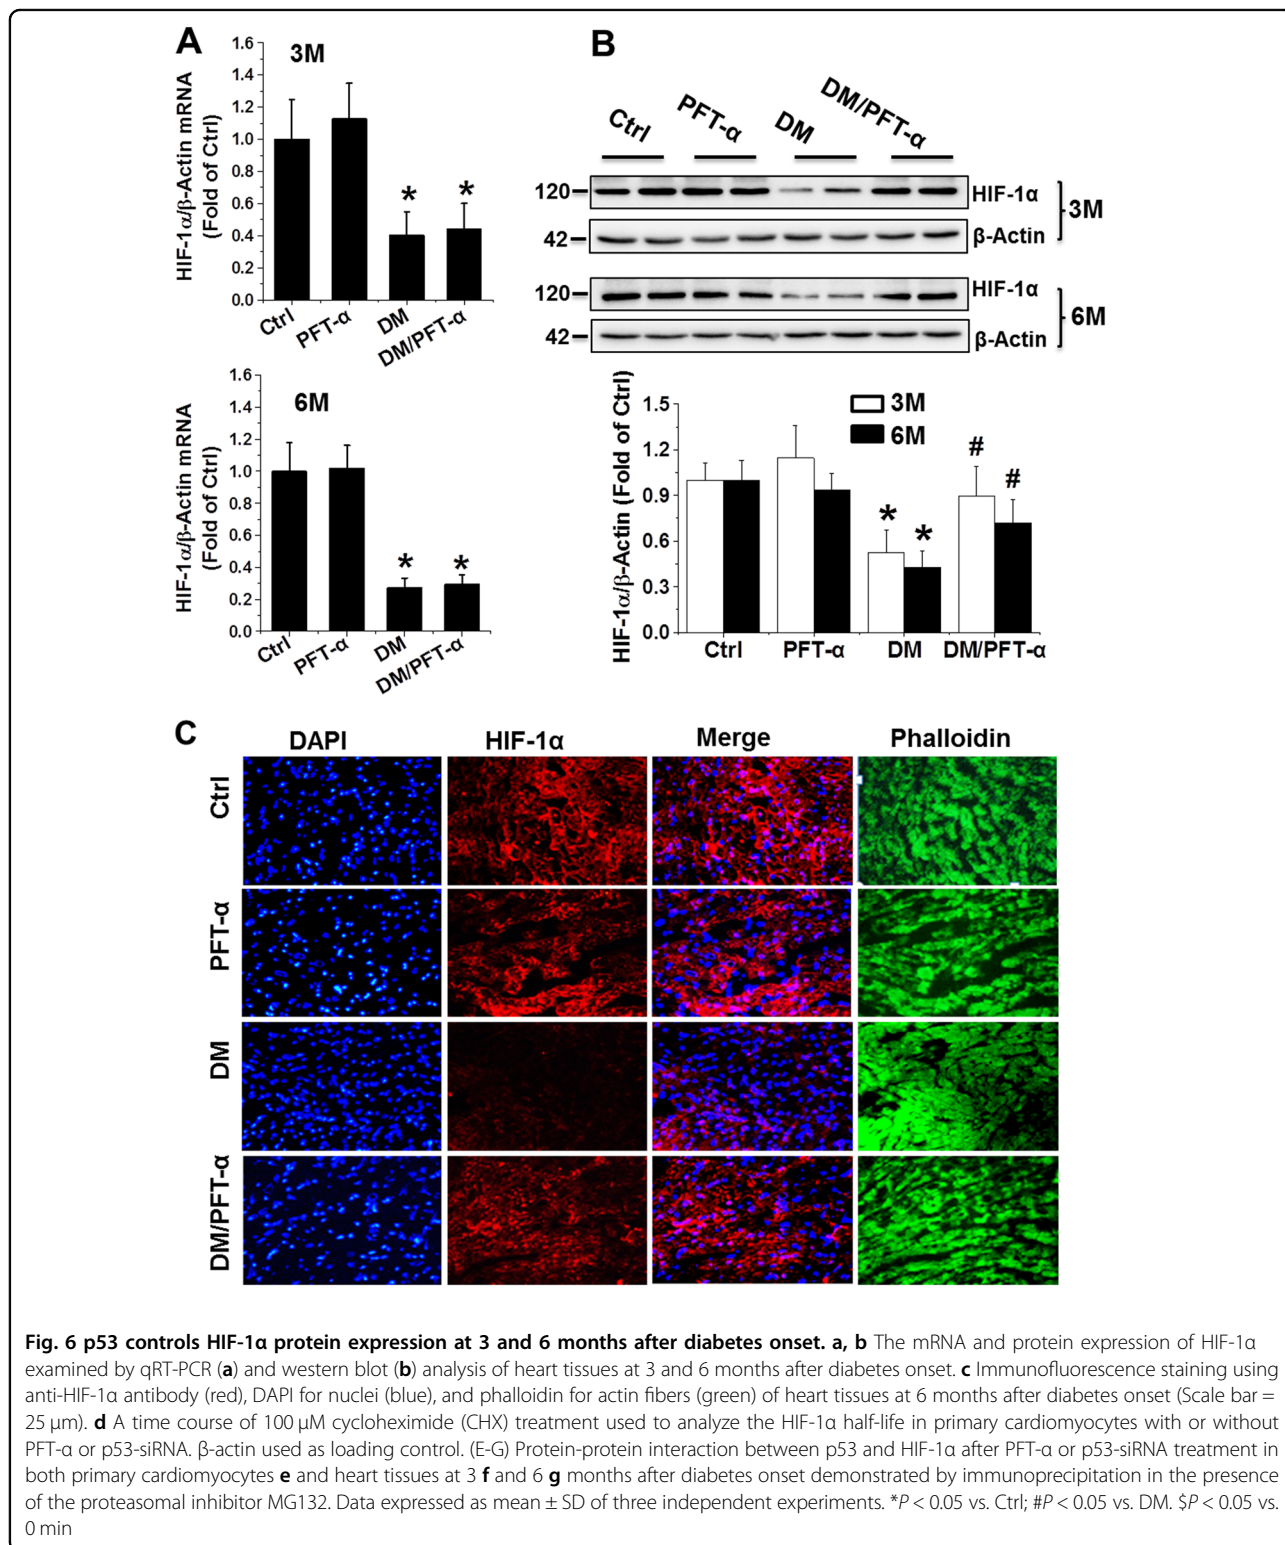 A
3M
HIF-1α/β-Actin mRNA
(Fold of Ctrl)
1.6
1.4
1.2
1.0
0.8
0.6
0.4
0.2
0.0
*
*
Ctrl
PFT-α
DM
DM/PFT-α
6M
HIF-1α/β-Actin mRNA
(Fold of Ctrl)
1.6
1.4
1.2
1.0
0.8
0.6
0.4
0.2
0.0
*
*
Ctrl
PFT-α
DM
DM/PFT-α
B
Ctrl
PFT-α
DM
DM/PFT-α
120
HIF-1α
42
β-Actin
3M
120
HIF-1α
42
β-Actin
6M
HIF-1α/β-Actin (Fold of Ctrl)
1.5
1.2
0.9
0.6
0.3
0.0
3M
6M
*
*
#
#
Ctrl
PFT-α
DM
DM/PFT-α
C
DAPI
HIF-1α
Merge
Phalloidin
Ctrl
PFT-α
DM
DM/PFT-α
Fig. 6 p53 controls HIF-1α protein expression at 3 and 6 months after diabetes onset. a, b The mRNA and protein expression of HIF-1α
examined by qRT-PCR (a) and western blot (b) analysis of heart tissues at 3 and 6 months after diabetes onset. c Immunofluorescence staining using
anti-HIF-1α antibody (red), DAPI for nuclei (blue), and phalloidin for actin fibers (green) of heart tissues at 6 months after diabetes onset (Scale bar =
25 μm). d A time course of 100 μM cycloheximide (CHX) treatment used to analyze the HIF-1α half-life in primary cardiomyocytes with or without
PFT-α or p53-siRNA. β-actin used as loading control. (E-G) Protein-protein interaction between p53 and HIF-1α after PFT-α or p53-siRNA treatment in
both primary cardiomyocytes e and heart tissues at 3 f and 6 g months after diabetes onset demonstrated by immunoprecipitation in the presence
of the proteasomal inhibitor MG132. Data expressed as mean ± SD of three independent experiments. *P < 0.05 vs. Ctrl; #P < 0.05 vs. DM. $P < 0.05 vs.
0 min